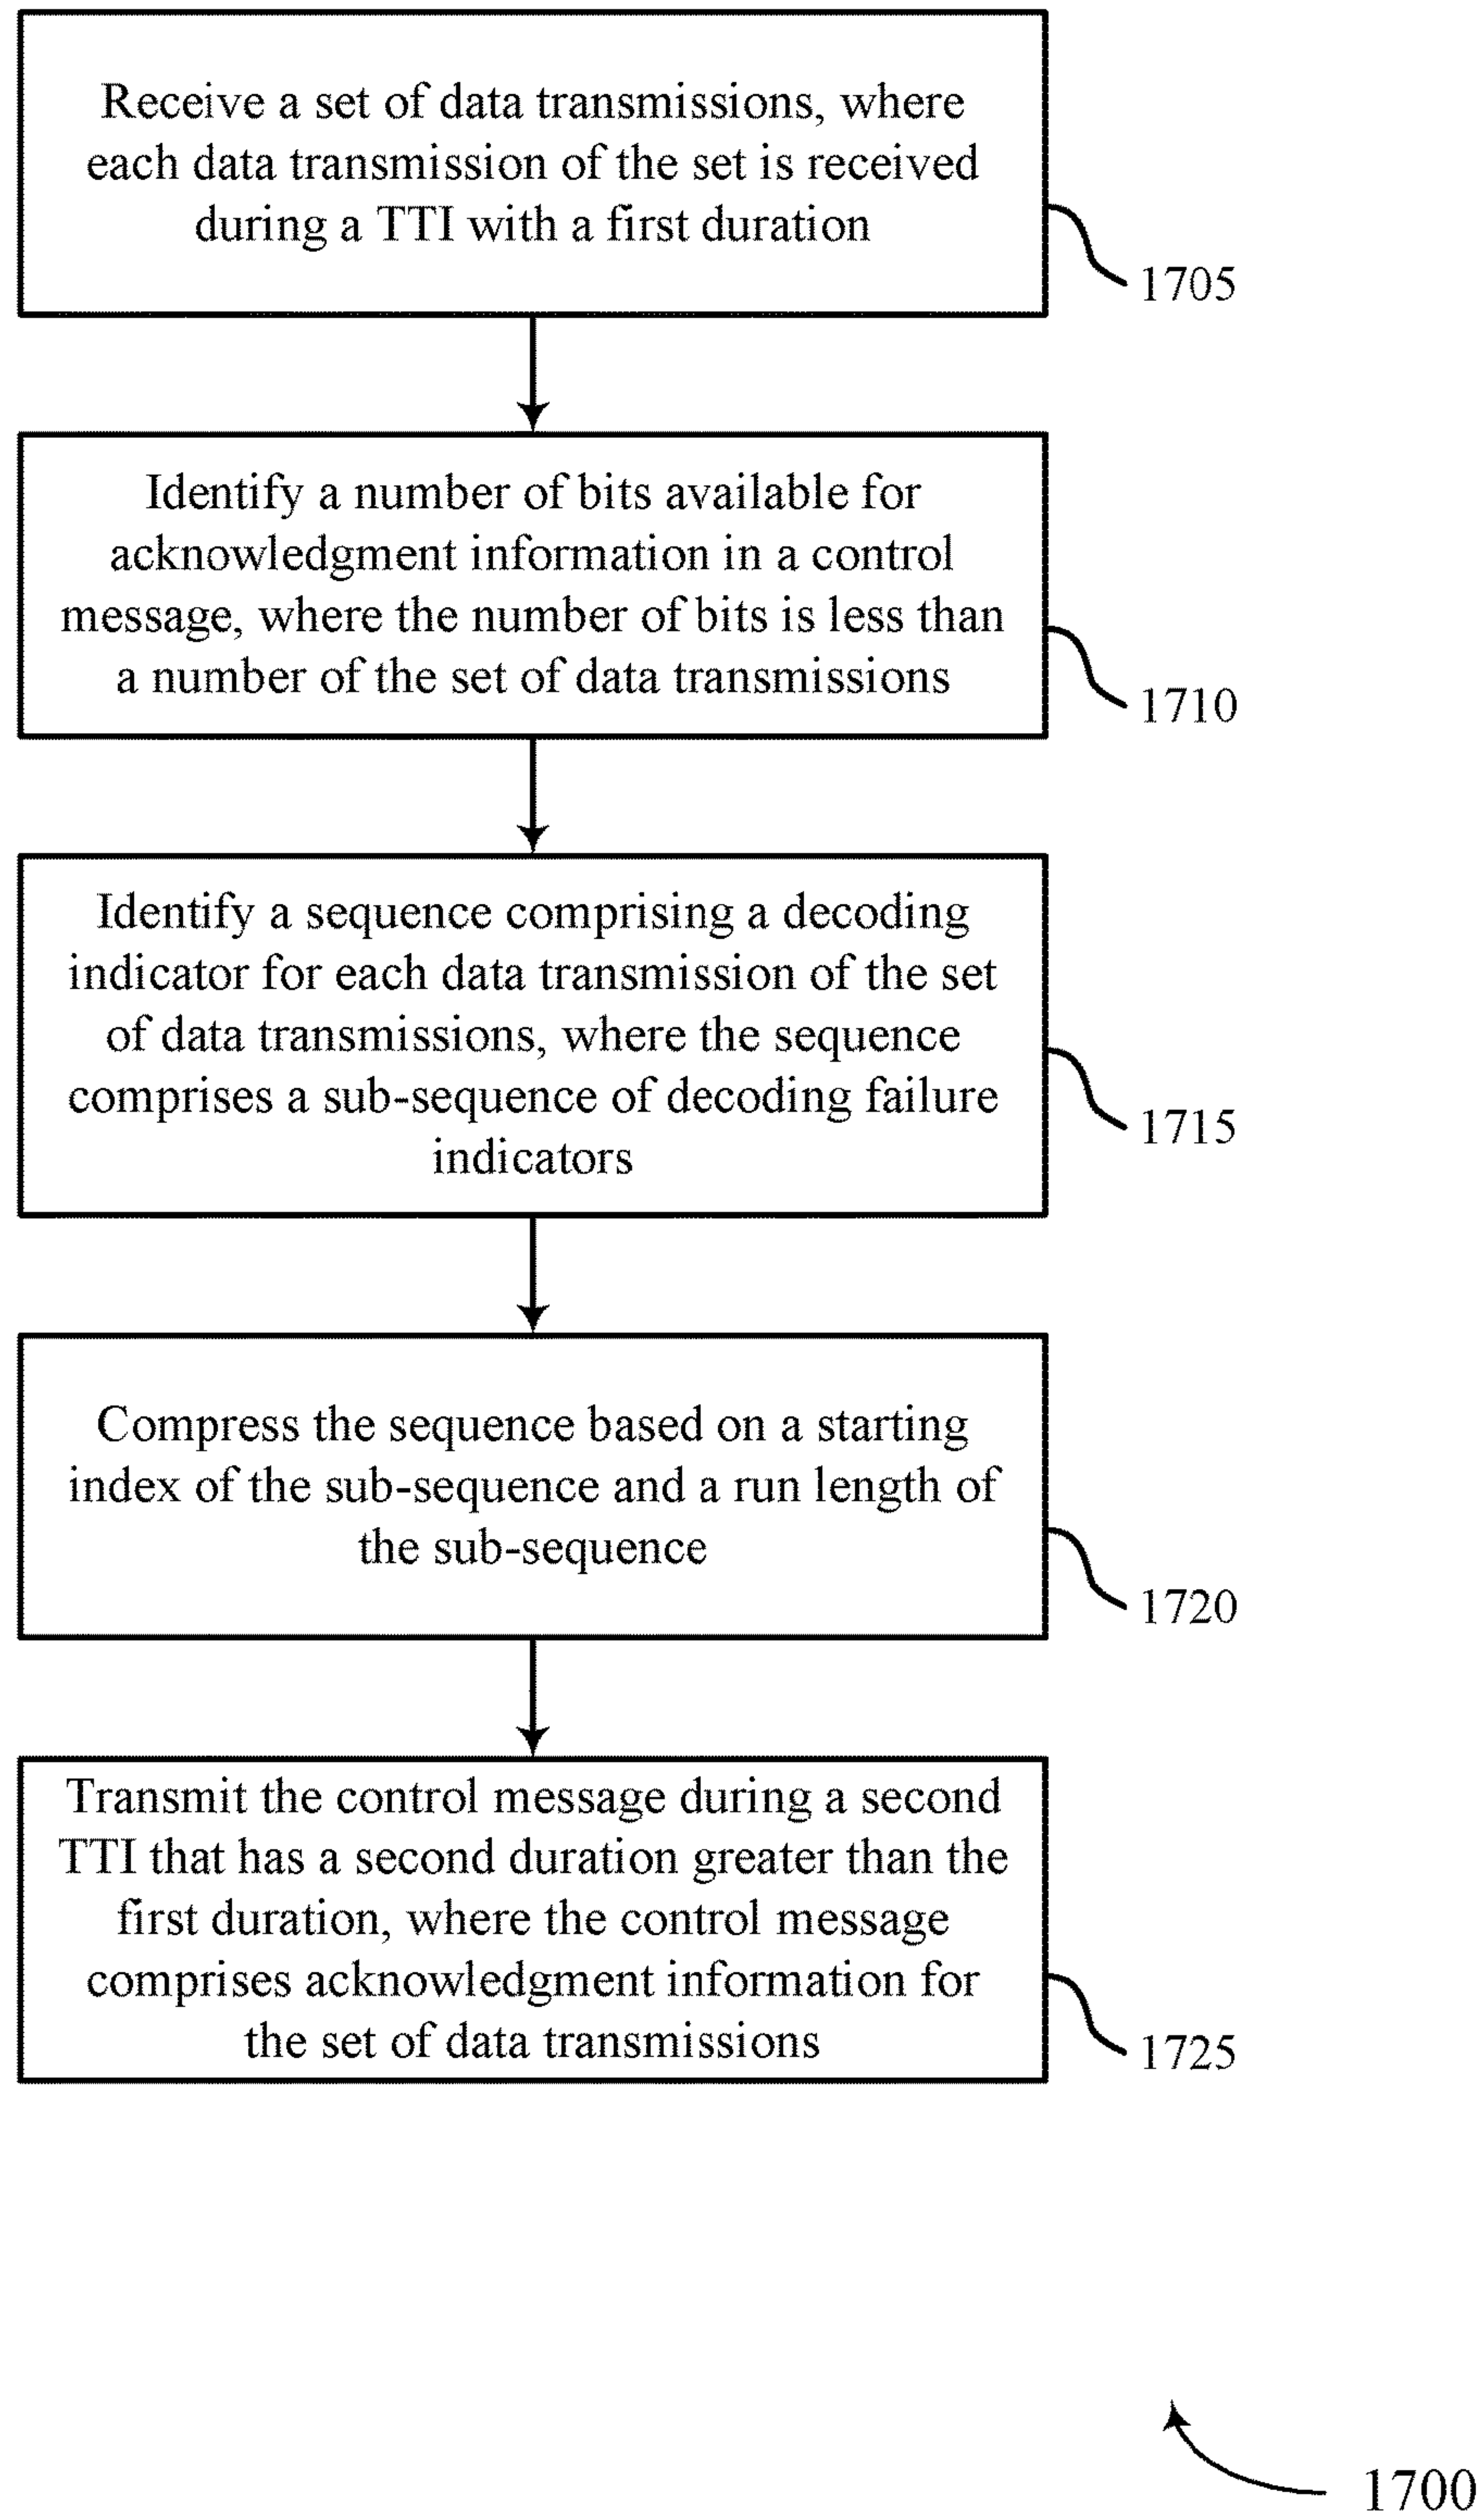 Receive a set of data transmissions, where
each data transmission of the set is received
during a TTI with a first duration
1705
Identify a number of bits available for
acknowledgment information in a control
message, where the number of bits is less than
a number of the set of data transmissions
1710
Identify a sequence comprising a decoding
indicator for each data transmission of the set
of data transmissions, where the sequence
comprises a sub-sequence of decoding failure
indicators
1715
Compress the sequence based on a starting
index of the sub-sequence and a run length of
the sub-sequence
1720
Transmit the control message during a second
TTI that has a second duration greater than the
first duration, where the control message
comprises acknowledgment information for
the set of data transmissions
1725
1700